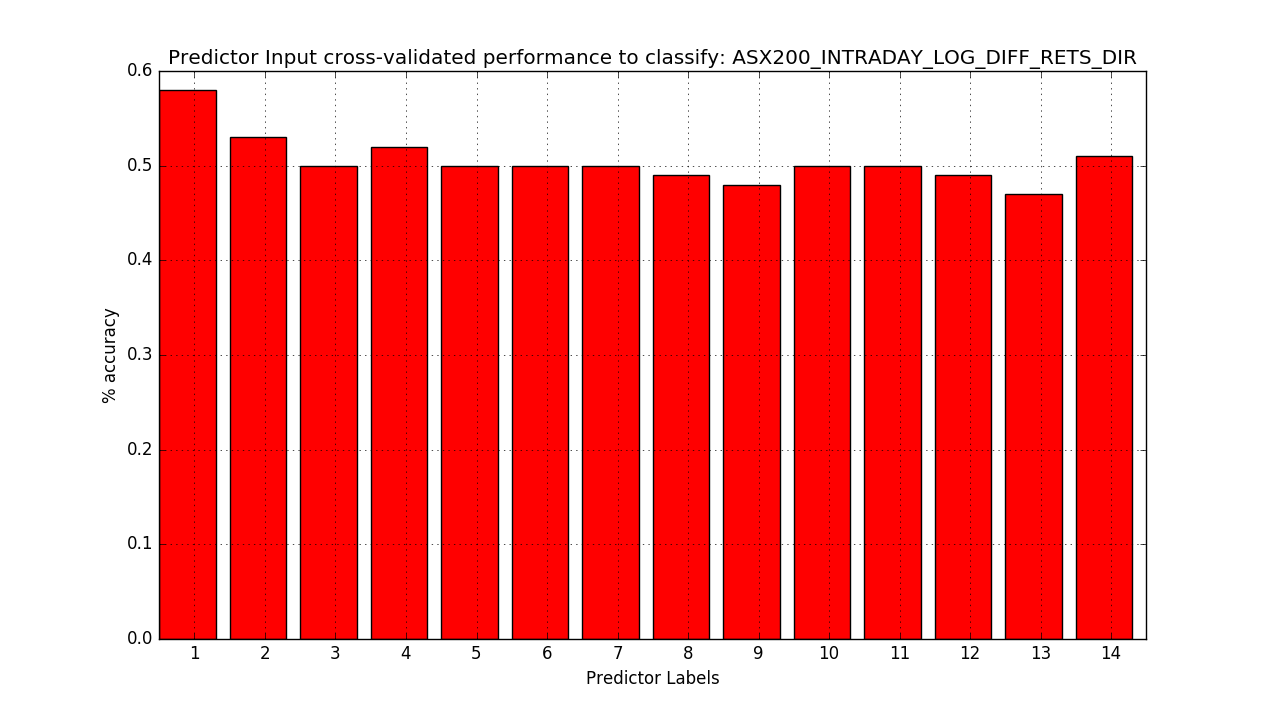 Predictor Input cross-validated performance to classify: ASX200_INTRADAY_LOG_DIFF_RETS_DIR
0.6
0.5
0.4
0.3
0.2
0.1
0.0
% accuracy
1 2 3 4 5 6 7 8 9 10 11 12 13 14
Predictor Labels